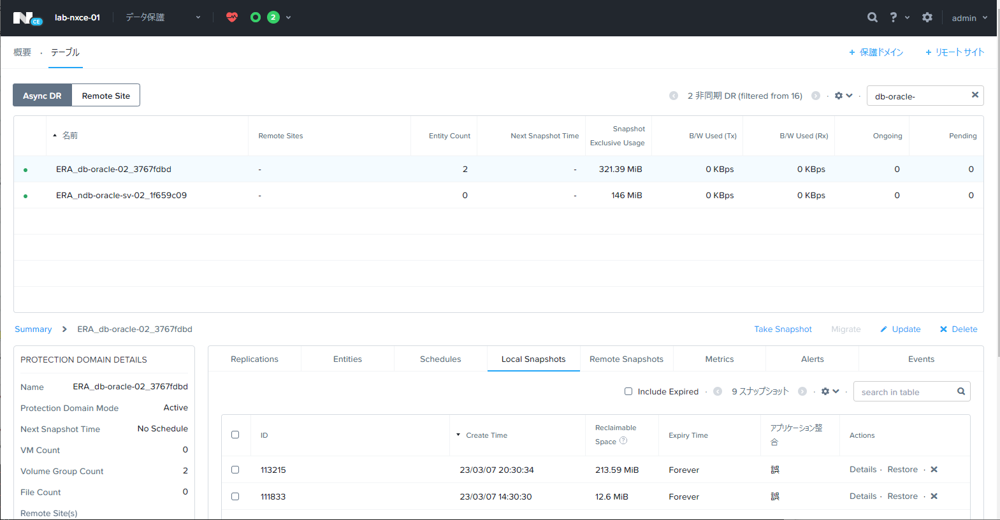 N CE lab-nxce-01 データ保護 2 ? admin
概要 · テーブル + 保護ドメイン + リモートサイト
Async DR Remote Site 2 非同期 DR (filtered from 16) · · db-oracle- ×
名前 Remote Sites Entity Count Next Snapshot Time Snapshot Exclusive Usage B/W Used (Tx) B/W Used (Rx) Ongoing Pending
ERA_db-oracle-02_3767fdbd - 2 - 321.39 MiB 0 KBps 0 KBps 0 0
ERA_ndb-oracle-sv-02_1f659c09 - 0 - 146 MiB 0 KBps 0 KBps 0 0
Summary > ERA_db-oracle-02_3767fdbd Take Snapshot Migrate Update × Delete
PROTECTION DOMAIN DETAILS
Name ERA_db-oracle-02_3767fdbd
Protection Domain Mode Active
Next Snapshot Time No Schedule
VM Count 0
Volume Group Count 2
File Count 0
Remote Site(s)
Replications Entities Schedules Local Snapshots Remote Snapshots Metrics Alerts Events
Include Expired · 9 スナップショット · · search in table
ID Create Time Reclaimable Space ? Expiry Time アプリケーション整合 Actions
113215 23/03/07 20:30:34 213.59 MiB Forever 誤 Details · Restore · ×
111833 23/03/07 14:30:30 12.6 MiB Forever 誤 Details · Restore · ×